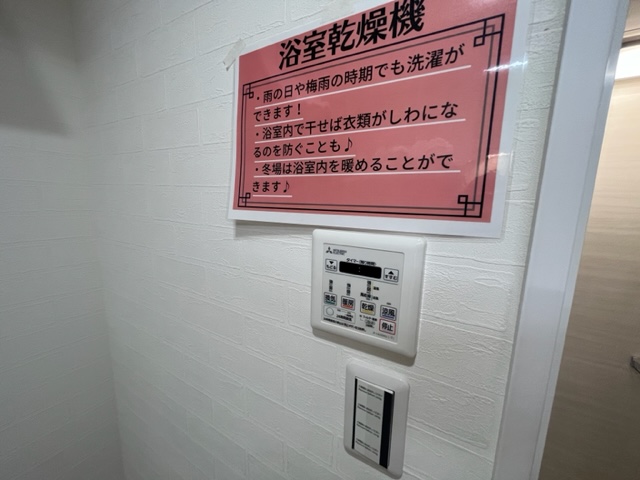 浴室乾燥機
・雨の日や梅雨の時期でも洗濯が
できます！
・浴室内で干せば衣類がしわにな
るのを防ぐことも♪
・冬場は浴室内を暖めることがで
きます♪
換気 暖房 乾燥 涼風
停止